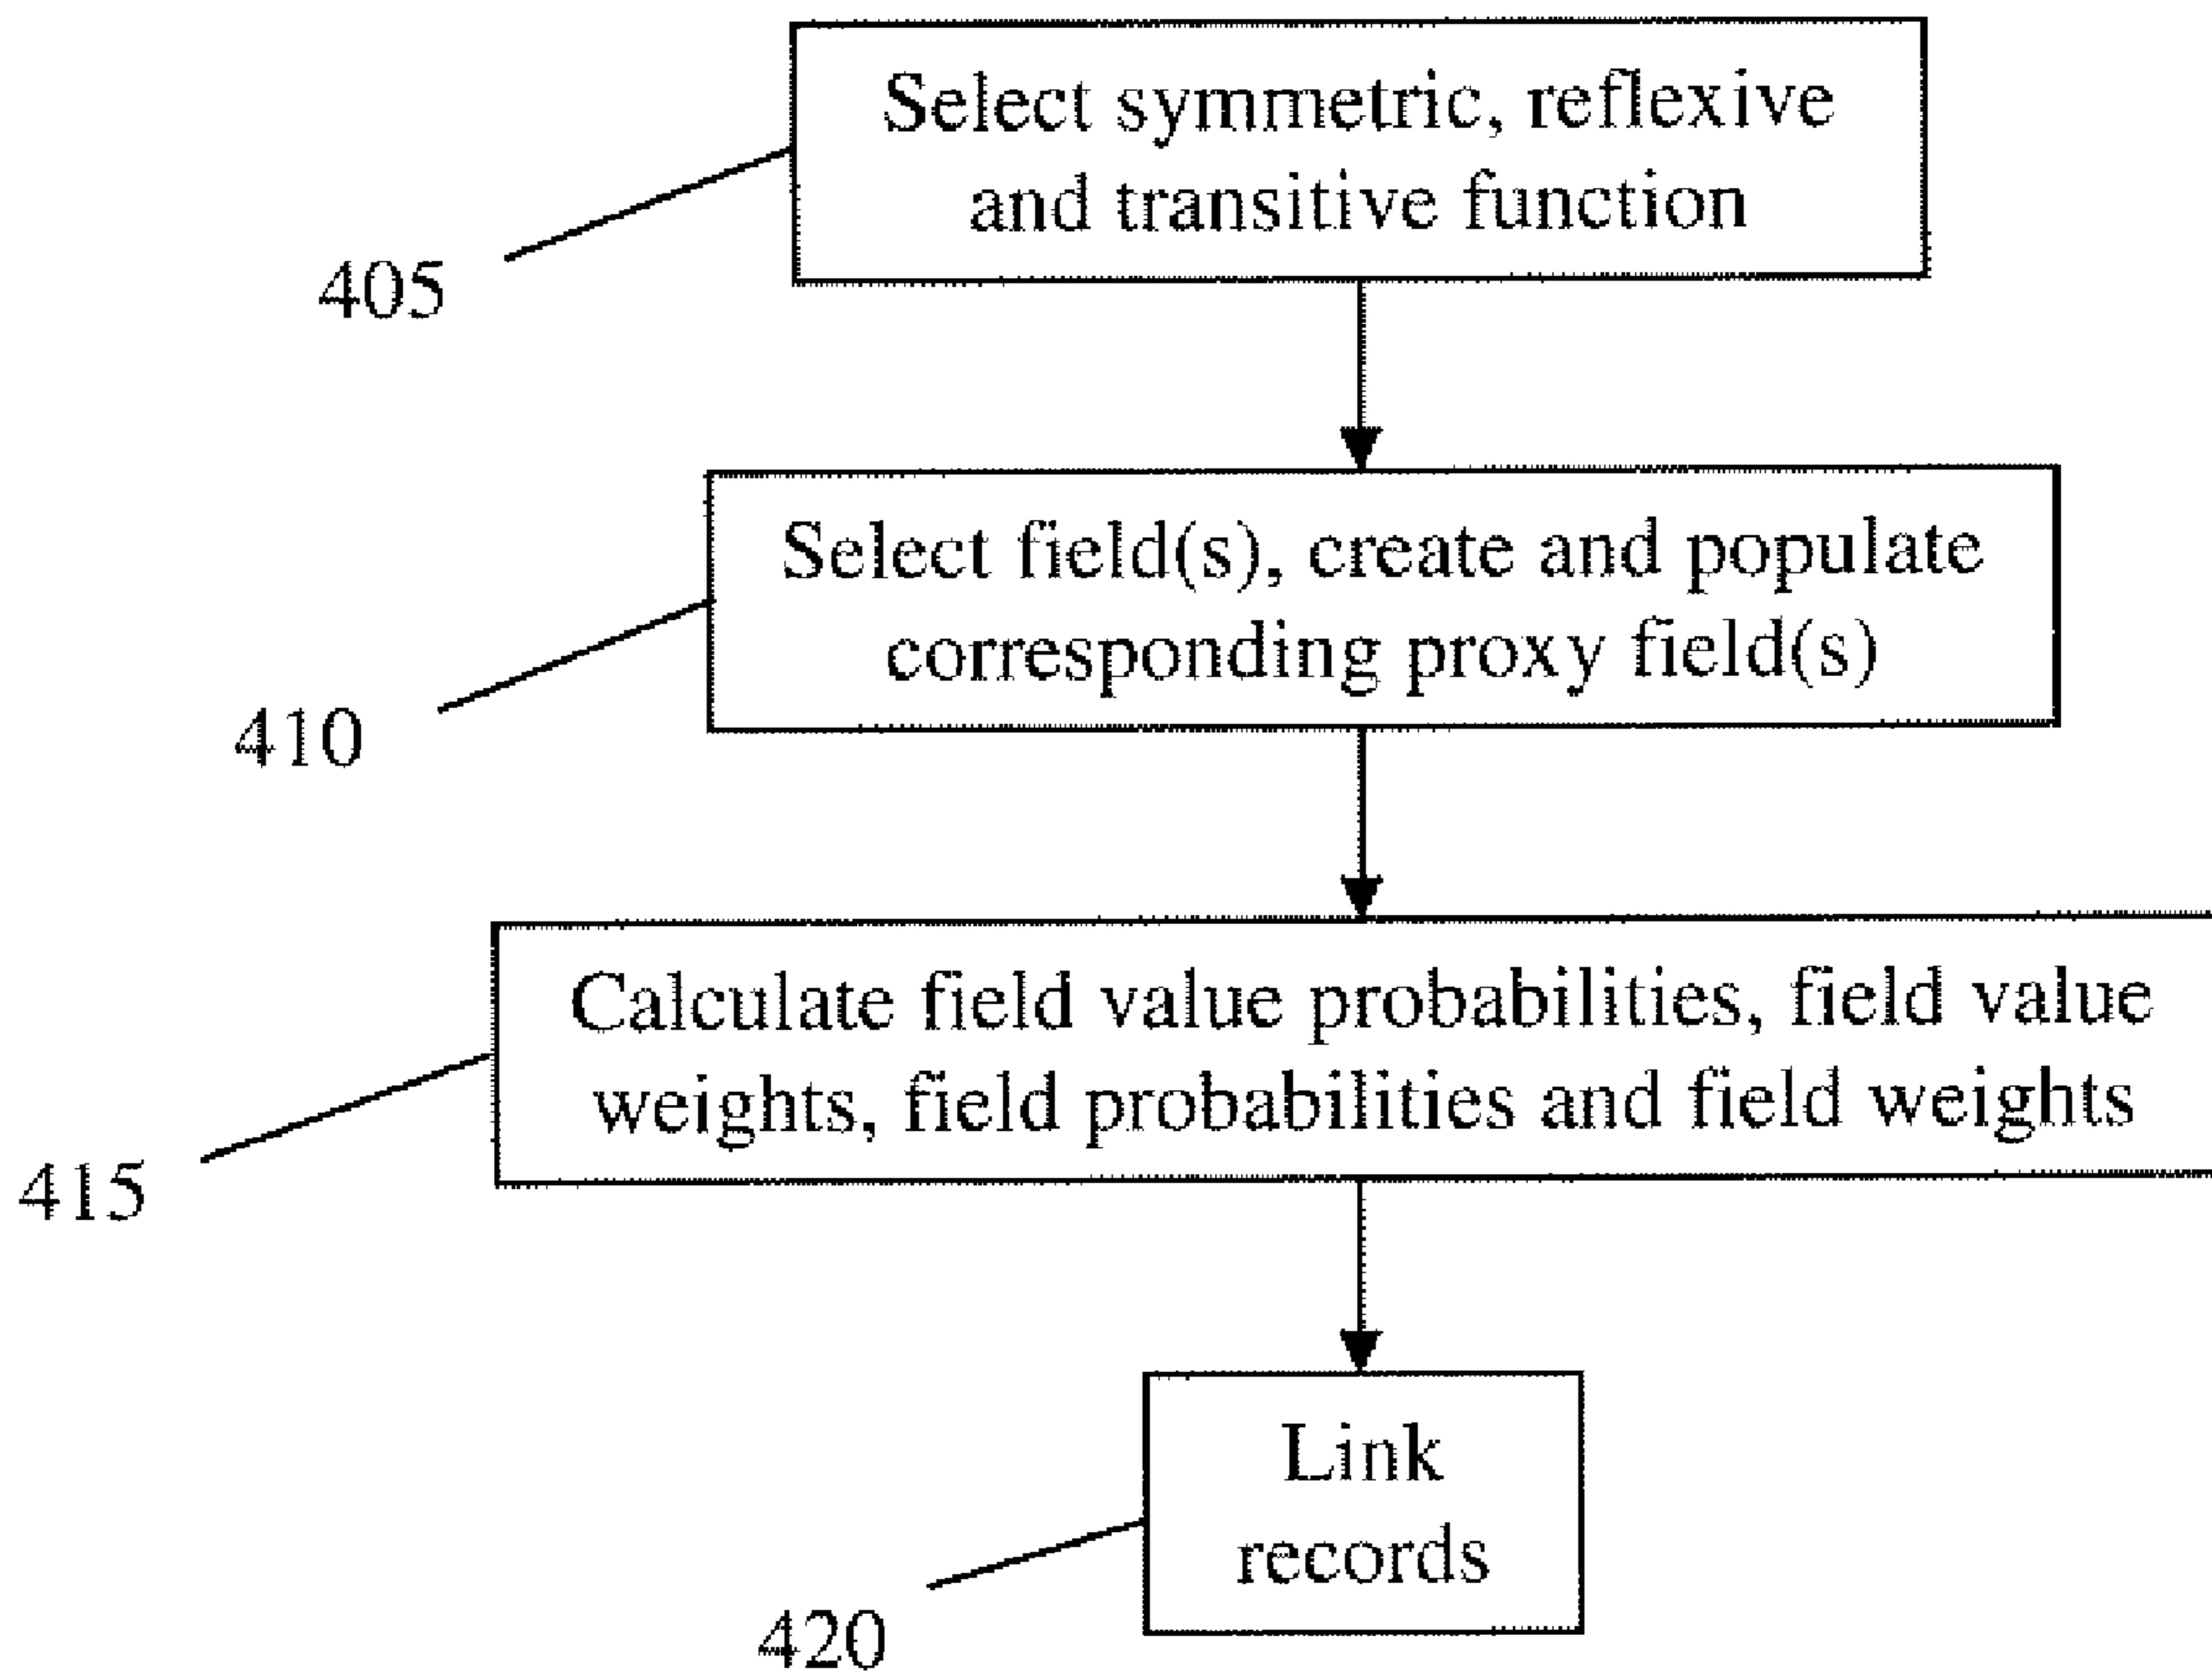 Select symmetric, reflexive
and transitive function
405
Select field(s), create and populate
corresponding proxy field(s)
410
Calculate field value probabilities, field value
weights, field probabilities and field weights
415
Link
records
420